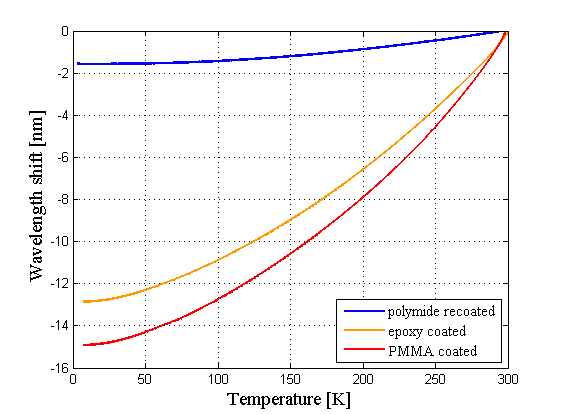 0
-2
-4
-6
-8
-10
-12
-14
-16
Wavelength shift [nm]
0 50 100 150 200 250 300
Temperature [K]
polymide recoated
epoxy coated
PMMA coated